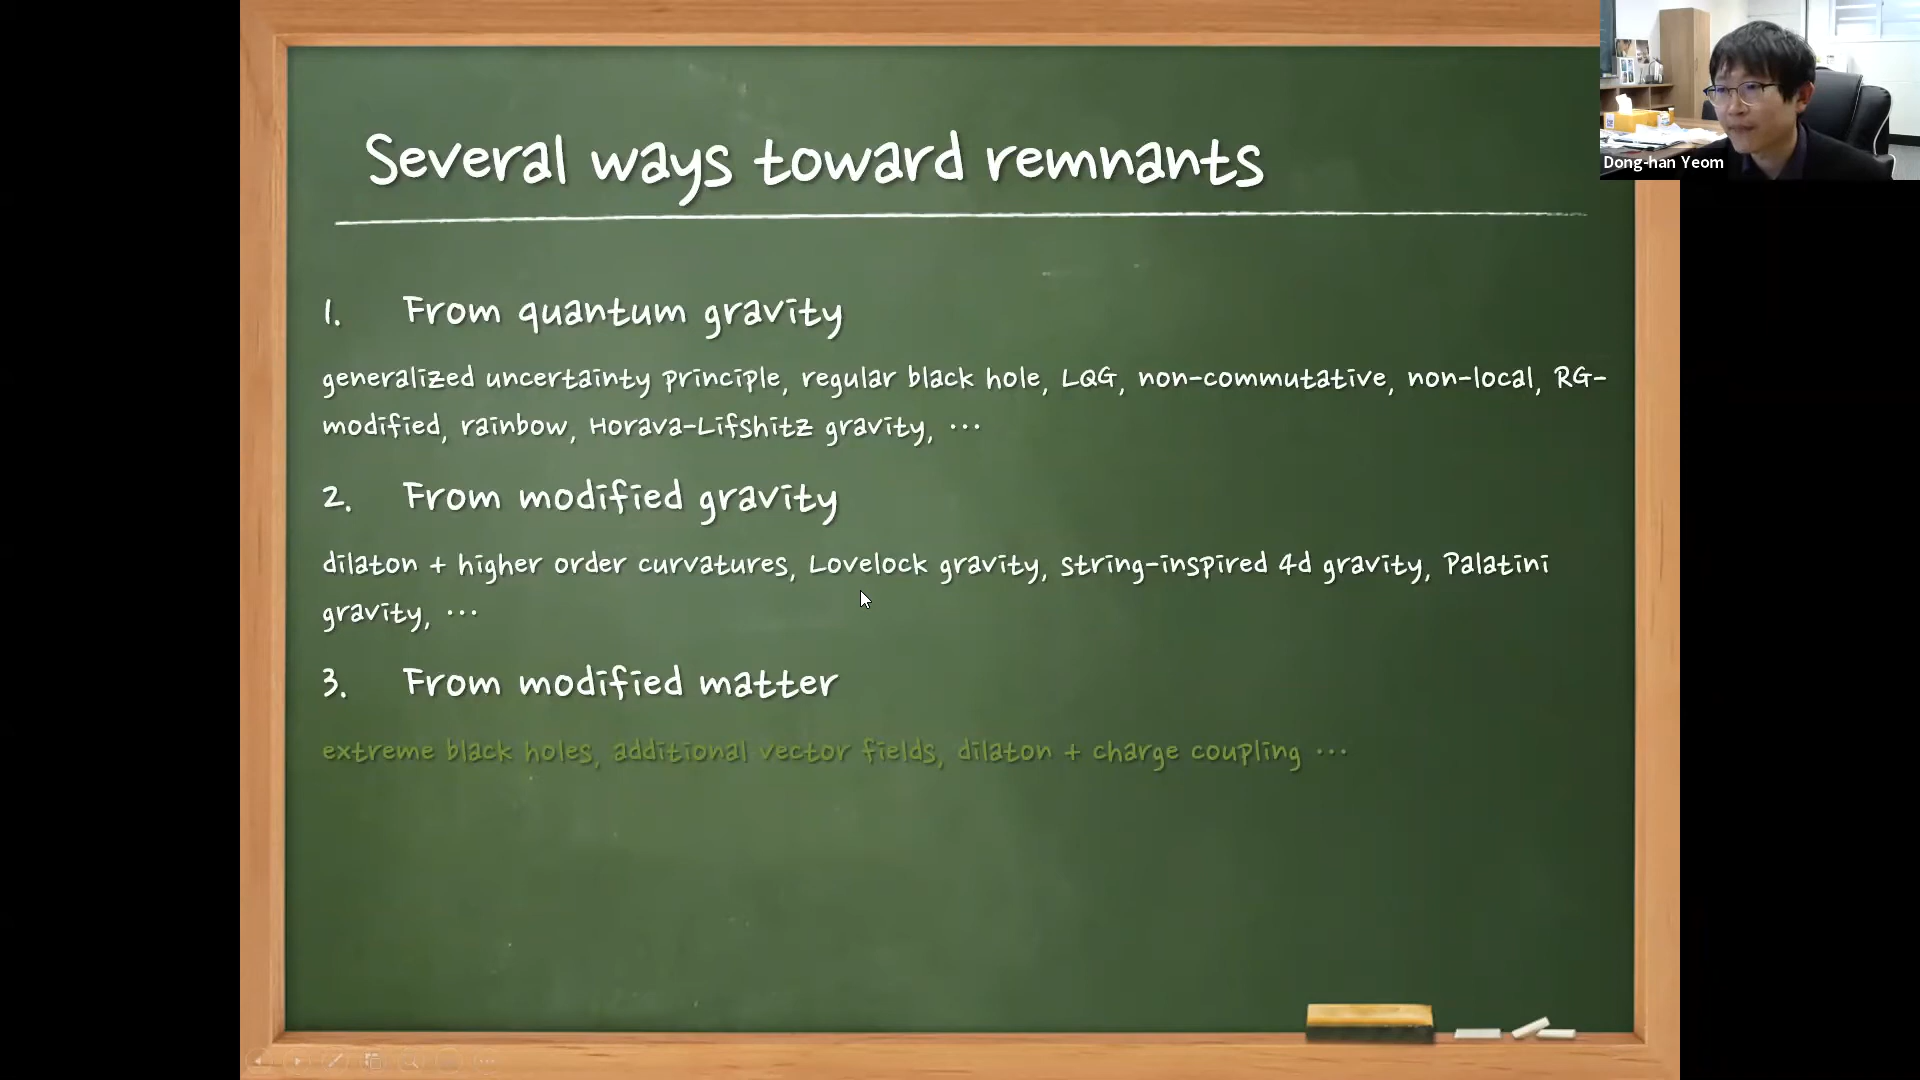 Several ways toward remnants
Dong-han Yeom
1. From quantum gravity
generalized uncertainty principle, regular black hole, LQG, non-commutative, non-local, RG-
modified, rainbow, Horava-Lifshitz gravity, ···
2. From modified gravity
dilaton + higher order curvatures, Lovelock gravity, string-inspired 4d gravity, Palatini
gravity, ···
3. From modified matter
extreme black holes, additional vector fields, dilaton + charge coupling ···